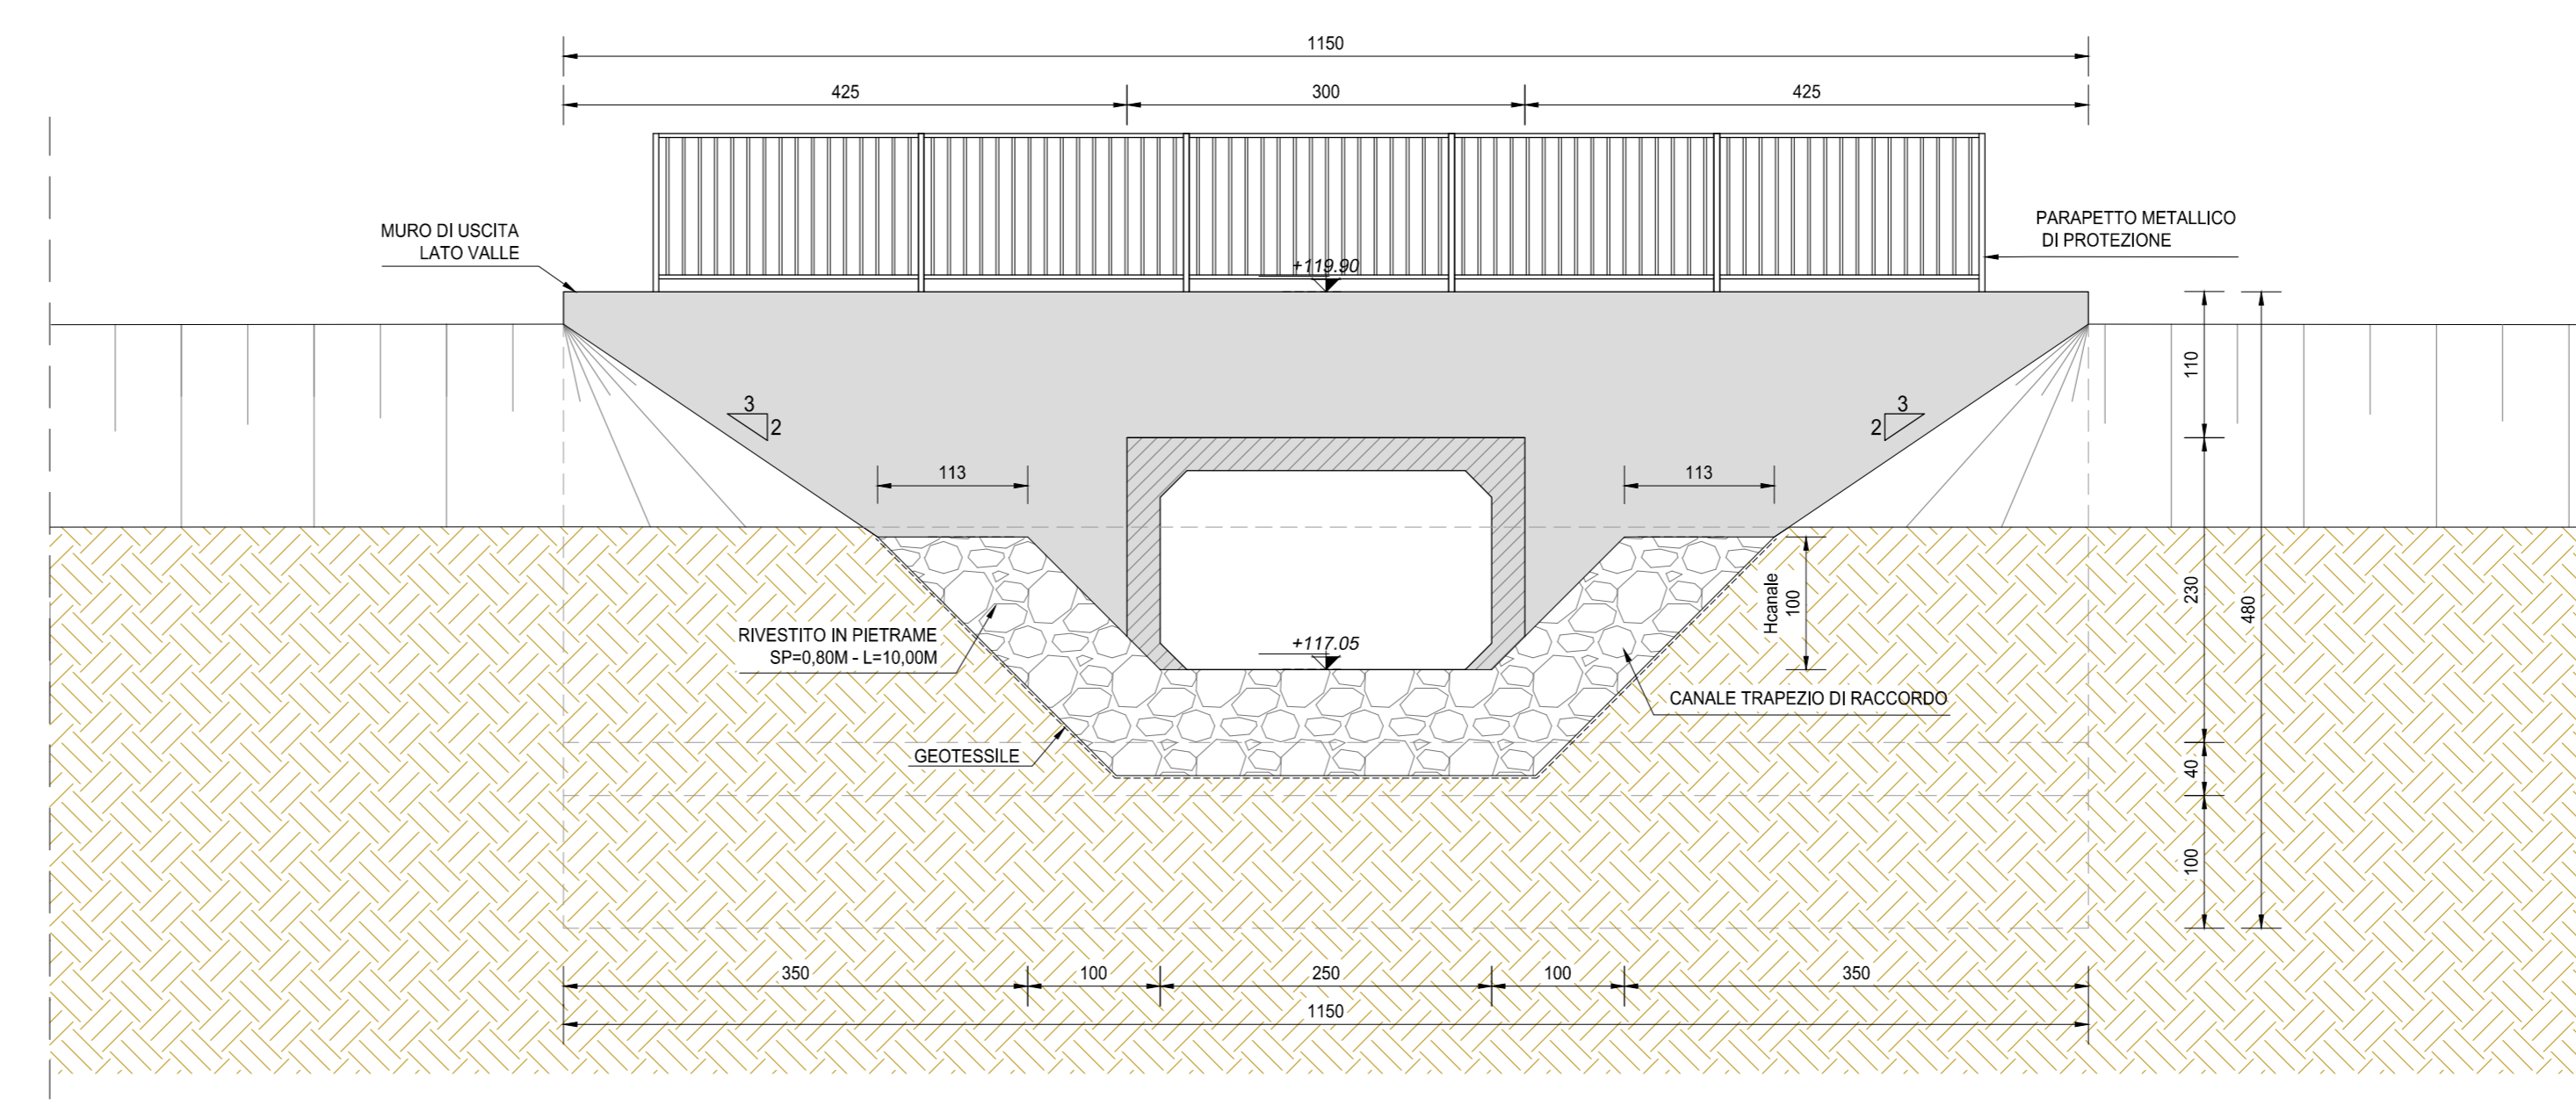 1150
425
300
425
MURO DI USCITA
LATO VALLE
PARAPETTO METALLICO
DI PROTEZIONE
+119.90
110
3
2
3
2
113
113
Hcanale
100
230
480
RIVESTITO IN PIETRAME
SP=0,80M - L=10,00M
+117.05
CANALE TRAPEZIO DI RACCORDO
GEOTESSILE
40
100
350
100
250
100
350
1150